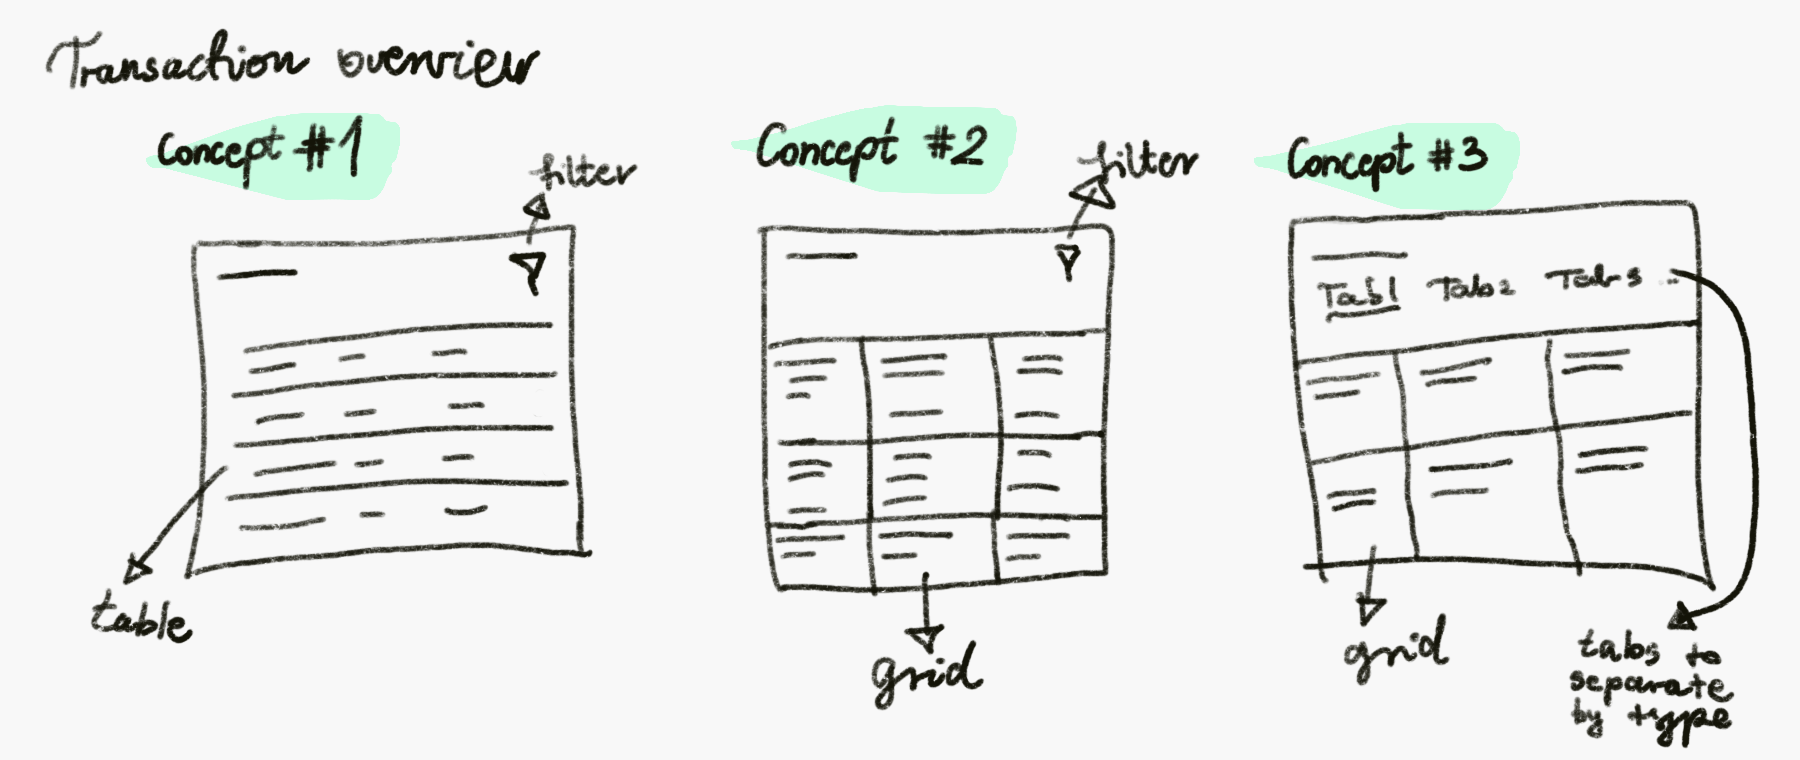 Transaction overview
Concept #1
filter
table
Concept #2
filter
grid
Concept #3
Tab1 Tab2 Tab3 ..
grid
tabs to
separate
by type